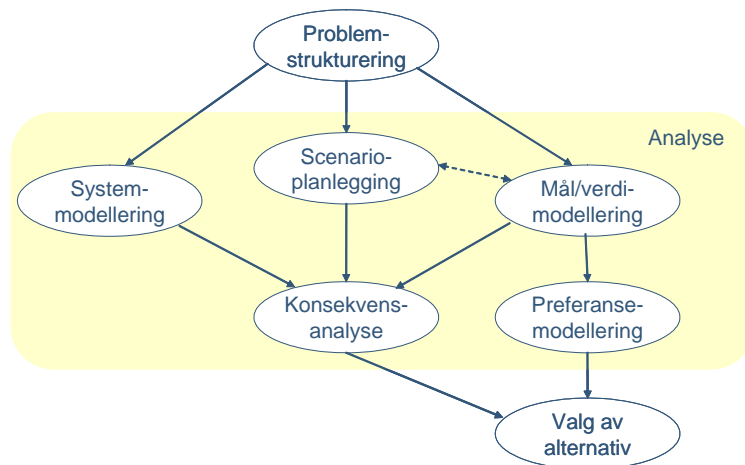 Problem-
strukturering
Analyse
Scenario-
planlegging
System-
modellering
Mål/verdi-
modellering
Konsekvens-
analyse
Preferanse-
modellering
Valg av
alternativ